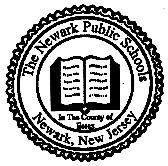 The Newark Public Schools
In The County of
Essex
Newark, New Jersey